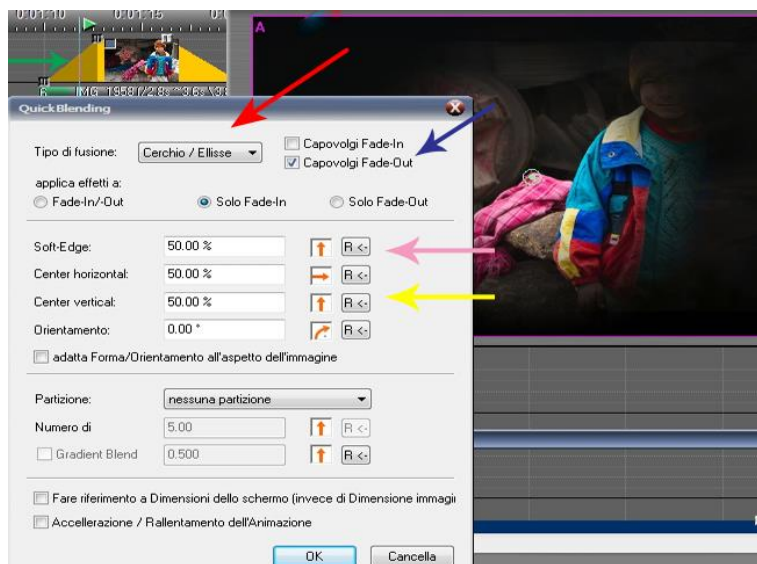 0:01:10 0:01:15
A
QuickBlending
Tipo di fusione: Cerchio / Ellisse
Capovolgi Fade-In
Capovolgi Fade-Out
applica effetti a:
Fade-In/-Out Solo Fade-In Solo Fade-Out
Soft-Edge: 50.00 % R <-
Center horizontal: 50.00 % R <-
Center vertical: 50.00 % R <-
Orientamento: 0.00 ° R <-
adatta Forma/Orientamento all'aspetto dell'immagine
Partizione: nessuna partizione
Numero di 5.00 R <-
Gradient Blend 0.500 R <-
Fare riferimento a Dimensioni dello schermo (invece di Dimensione immagi
Accellerazione / Rallentamento dell'Animazione
OK Cancella